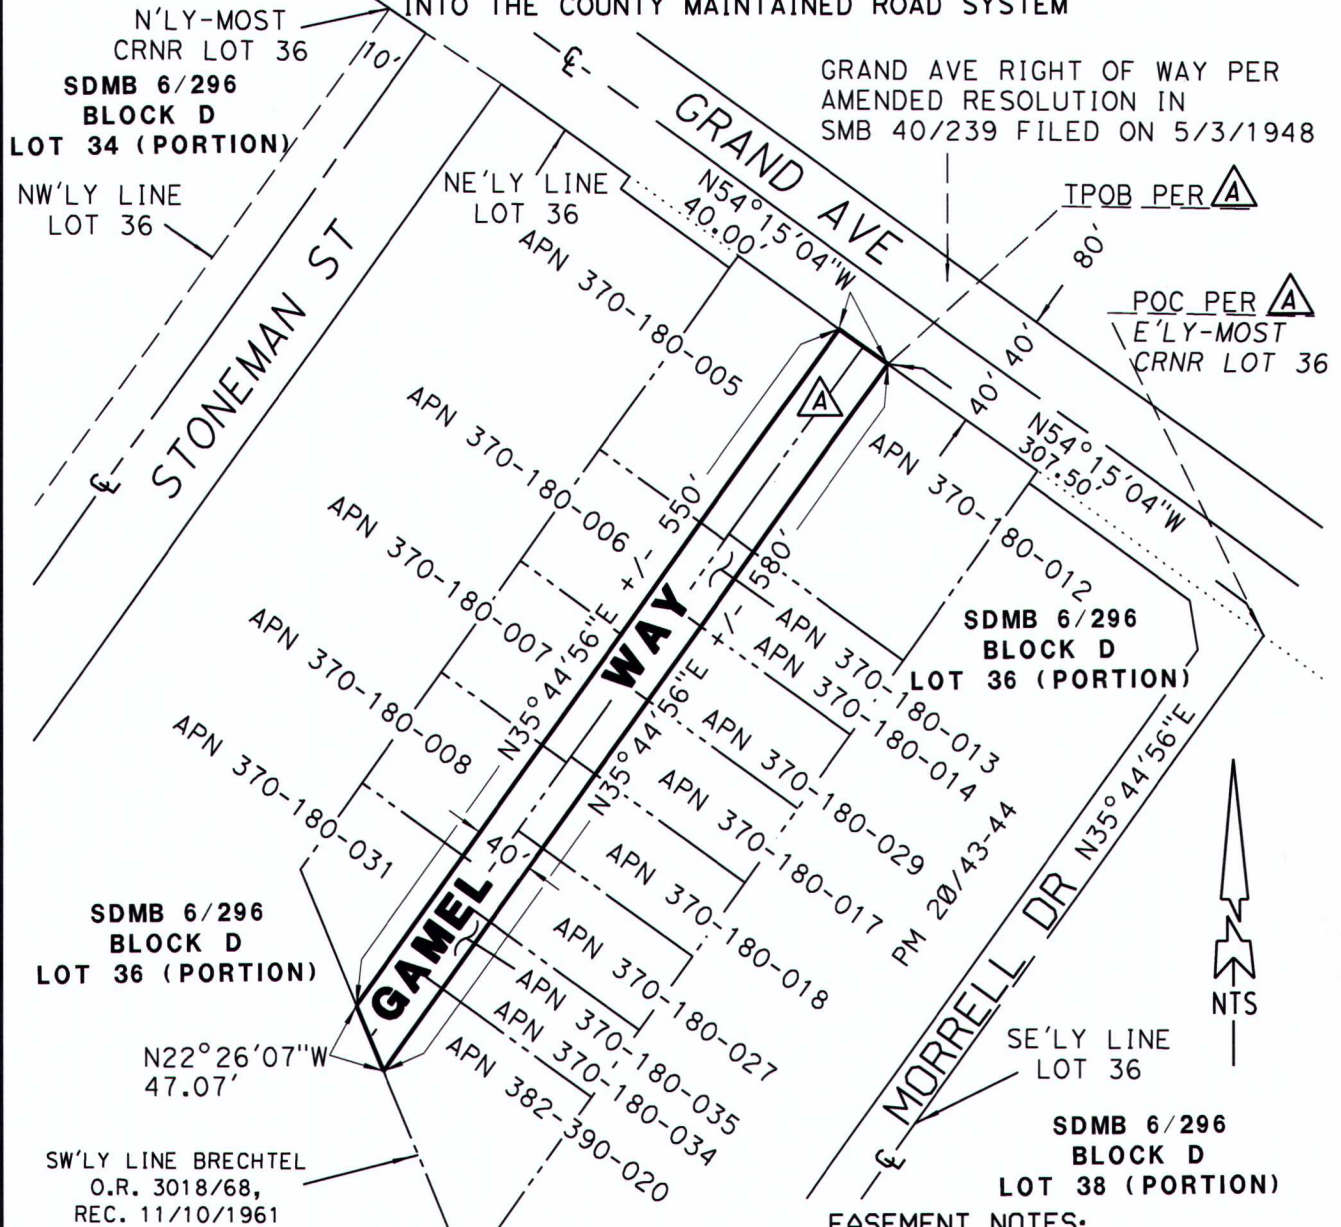 INTO THE COUNTY MAINTAINED ROAD SYSTEM
N'LY-MOST
CRNR LOT 36
10'
SDMB 6/296
BLOCK D
LOT 34 (PORTION)
NW'LY LINE
LOT 36
STONEMAN ST
NE'LY LINE
LOT 36
GRAND AVE
N54°15'04"W
40.00'
GRAND AVE RIGHT OF WAY PER
AMENDED RESOLUTION IN
SMB 40/239 FILED ON 5/3/1948
TPOB PER A
80'
POC PER A
E'LY-MOST
CRNR LOT 36
40' 40'
N54°15'04"W
307.50'
A
APN 370-180-005
APN 370-180-006
APN 370-180-007
APN 370-180-008
APN 370-180-031
N35°44'56"E +/- 550'
N35°44'56"E +/- 580'
GAMEL WAY
40'
APN 370-180-012
APN 370-180-013
APN 370-180-014
APN 370-180-029
APN 370-180-017
APN 370-180-018
APN 370-180-027
APN 370-180-035
APN 370-180-034
APN 382-390-020
SDMB 6/296
BLOCK D
LOT 36 (PORTION)
PM 20/43-44
MORRELL DR
N35°44'56"E
NTS
SDMB 6/296
BLOCK D
LOT 36 (PORTION)
N22°26'07"W
47.07'
SW'LY LINE BRECHTEL
O.R. 3018/68,
REC. 11/10/1961
SE'LY LINE
LOT 36
SDMB 6/296
BLOCK D
LOT 38 (PORTION)
EASEMENT NOTES: